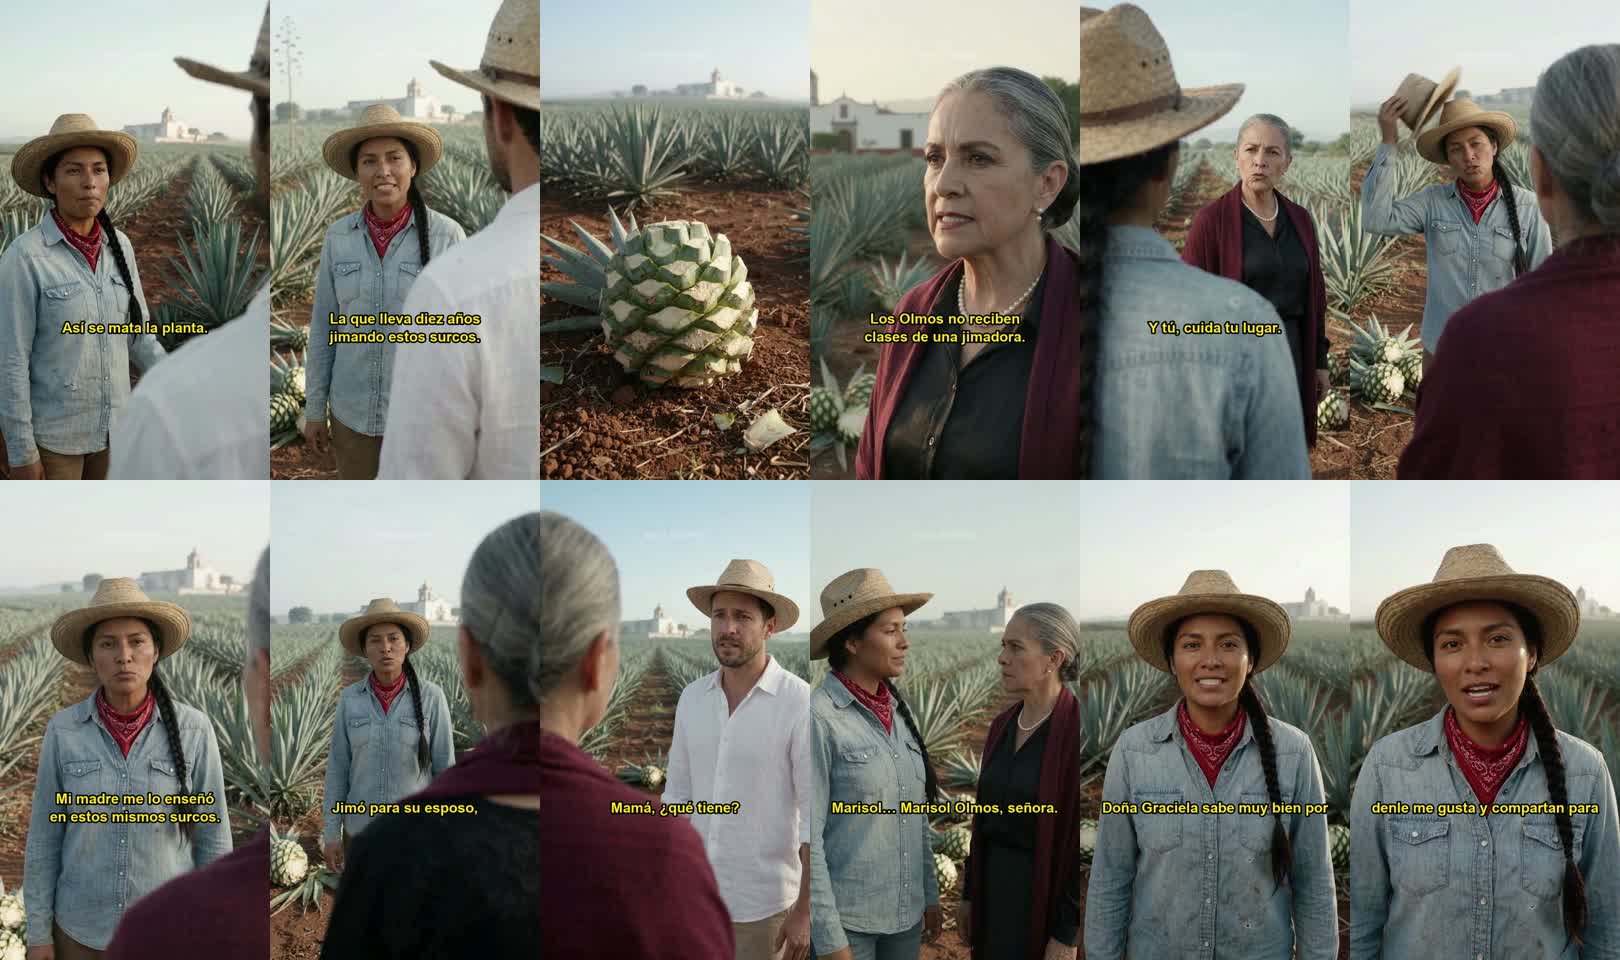 Así se mata la planta.
La que lleva diez años
jimando estos surcos.
Los Olmos no reciben
clases de una jimadora.
Y tú, cuida tu lugar.
Mi madre me lo enseñó
en estos mismos surcos.
Jimó para su esposo,
Mamá, ¿qué tiene?
Marisol... Marisol Olmos, señora.
Doña Graciela sabe muy bien por
denle me gusta y compartan para